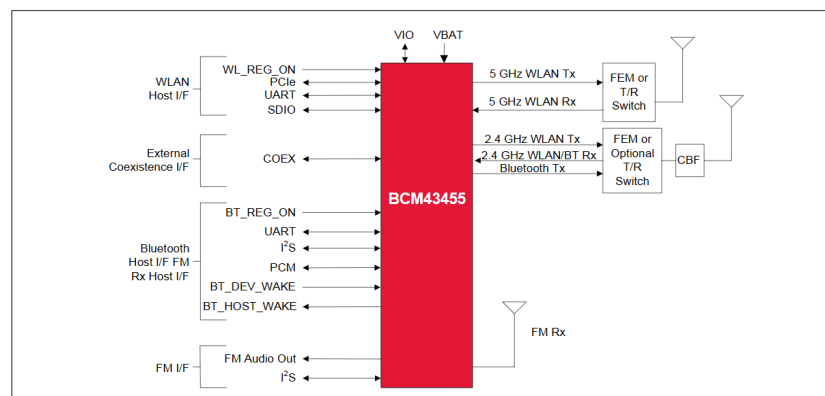 VIO
VBAT
WLAN
Host I/F
WL_REG_ON
PCIe
UART
SDIO
External
Coexistence I/F
COEX
Bluetooth
Host I/F FM
Rx Host I/F
BT_REG_ON
UART
I²S
PCM
BT_DEV_WAKE
BT_HOST_WAKE
FM I/F
FM Audio Out
I²S
BCM43455
5 GHz WLAN Tx
5 GHz WLAN Rx
FEM or
T/R
Switch
2.4 GHz WLAN Tx
2.4 GHz WLAN/BT Rx
Bluetooth Tx
FEM or
Optional
T/R
Switch
CBF
FM Rx